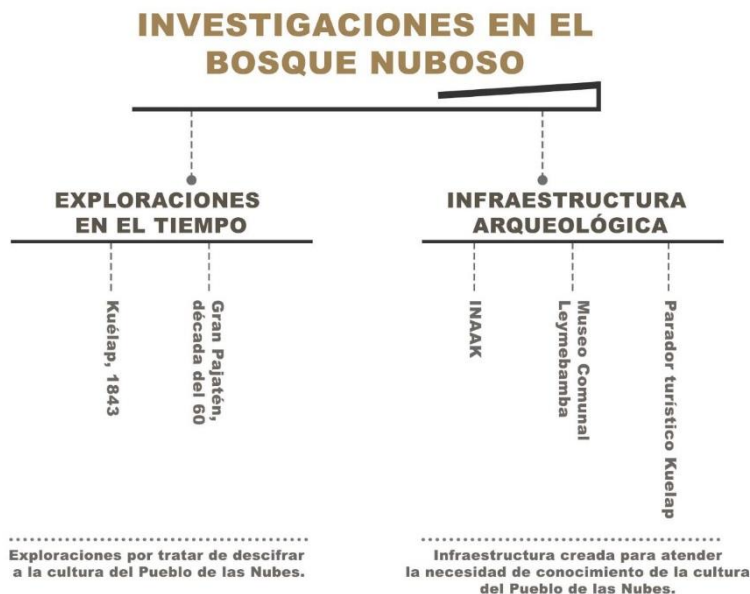 INVESTIGACIONES EN EL
BOSQUE NUBOSO
EXPLORACIONES
EN EL TIEMPO
Kuélap, 1843
Gran Pajatén,
década del 60
Exploraciones por tratar de descifrar
a la cultura del Pueblo de las Nubes.
INFRAESTRUCTURA
ARQUEOLÓGICA
INAAK
Museo Comunal
Leymebamba
Parador turístico Kuelap
Infraestructura creada para atender
la necesidad de conocimiento de la cultura
del Pueblo de las Nubes.